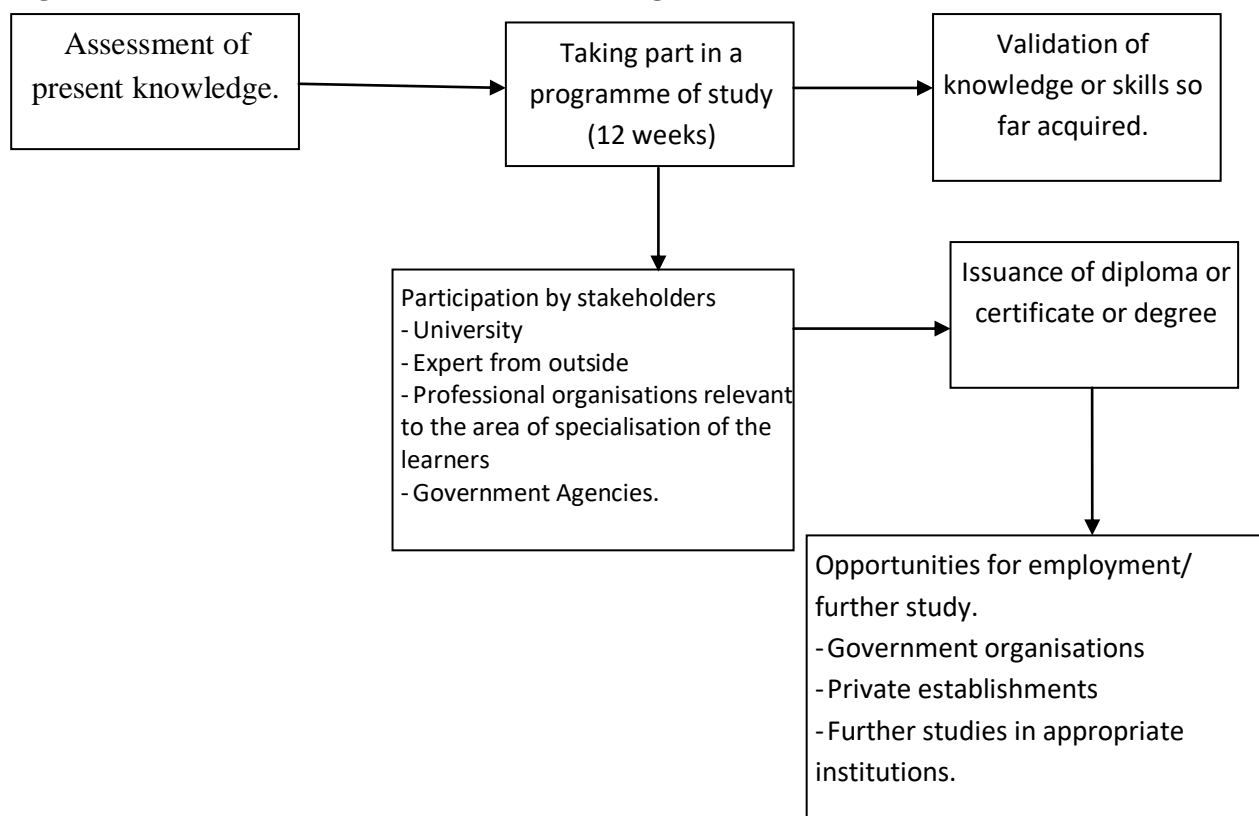 Assessment of
present knowledge.
Taking part in a
programme of study
(12 weeks)
Validation of
knowledge or skills so
far acquired.
Participation by stakeholders
- University
- Expert from outside
- Professional organisations relevant
to the area of specialisation of the
learners
- Government Agencies.
Issuance of diploma or
certificate or degree
Opportunities for employment/
further study.
- Government organisations
- Private establishments
- Further studies in appropriate
institutions.